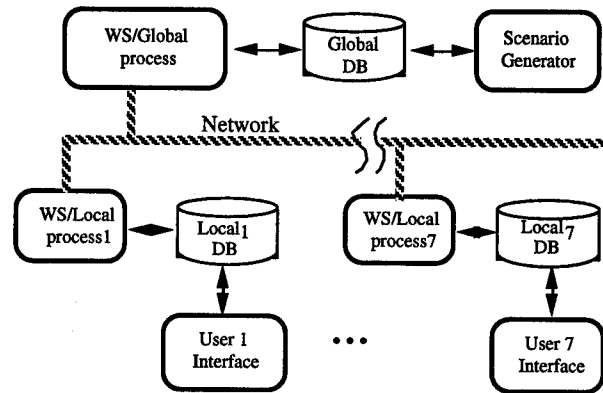 WS/Global
process
Global
DB
Scenario
Generator
Network
WS/Local
process1
Local1
DB
WS/Local
process7
Local7
DB
User 1
Interface
• • •
User 7
Interface